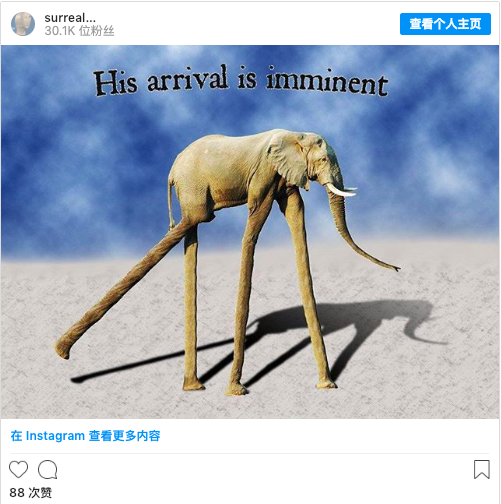 surreal...
30.1K 位粉丝
查看个人主页
His arrival is imminent
在 Instagram 查看更多内容
88 次赞